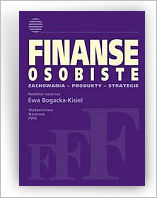 FINANSE
OSOBISTE
ZACHOWANIA – PRODUKTY – STRATEGIE
Redaktor naukowy
Ewa Bogacka-Kisiel
Wydawnictwo
Naukowe
PWN